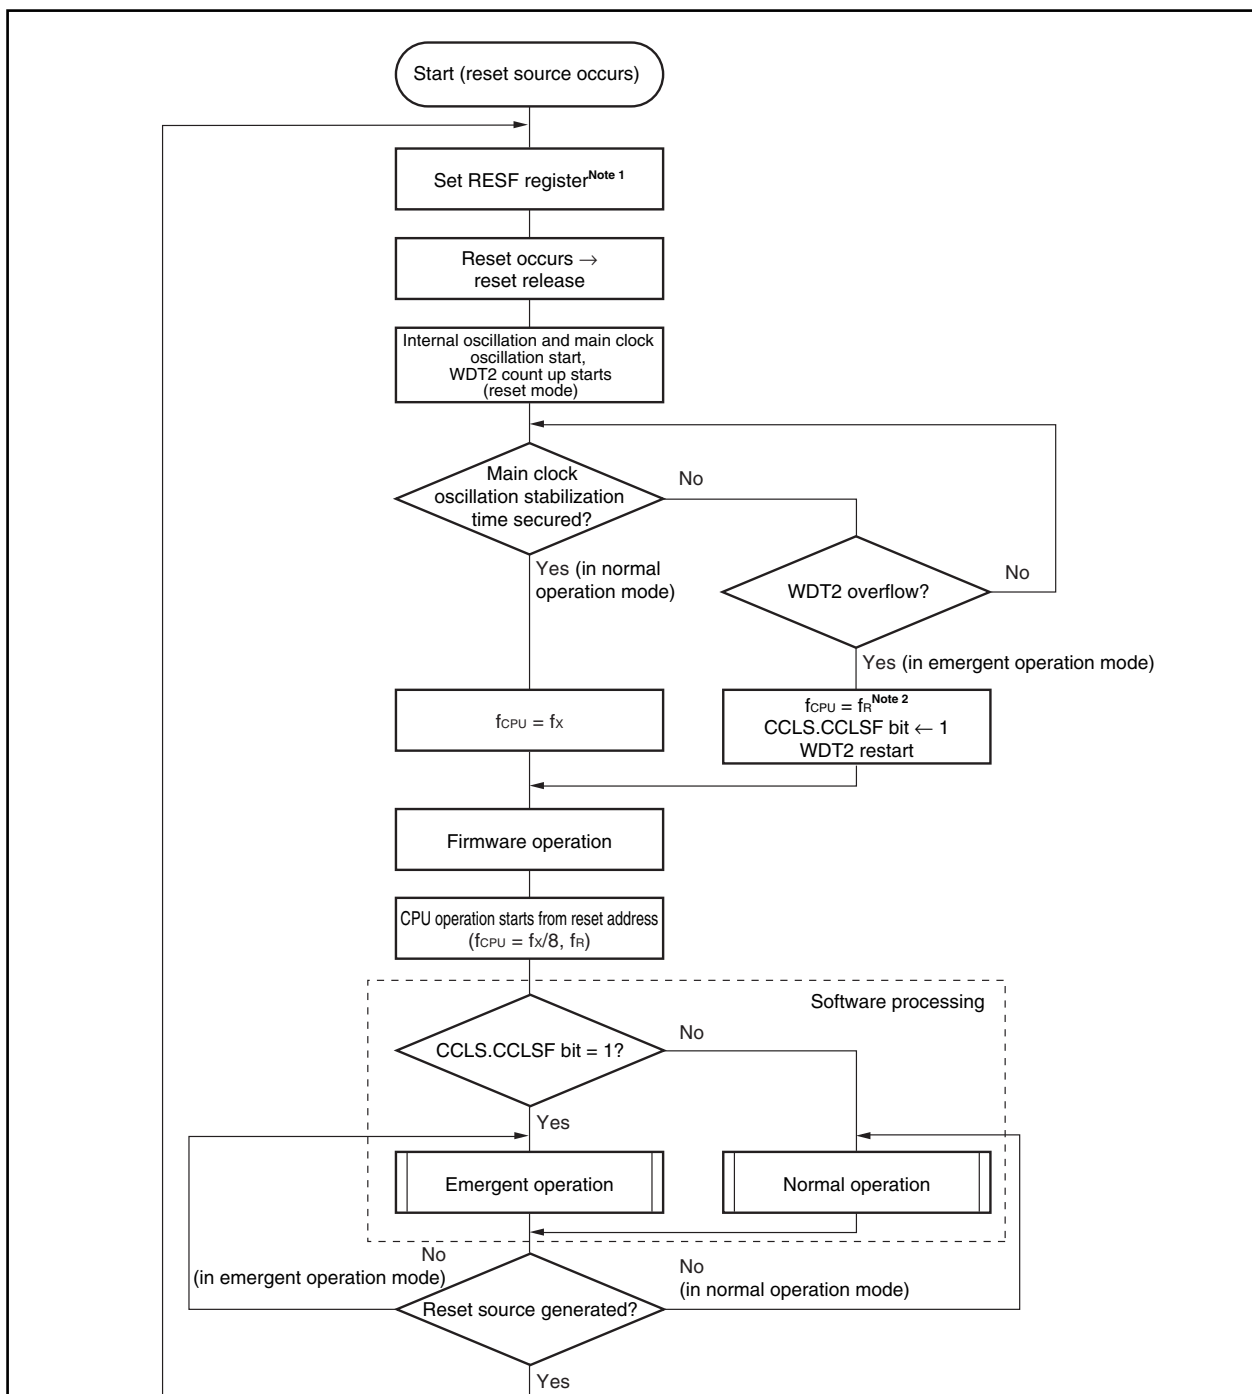 Start (reset source occurs)
Set RESF register Note 1
Reset occurs →
reset release
Internal oscillation and main clock
oscillation start,
WDT2 count up starts
(reset mode)
Main clock
oscillation stabilization
time secured?
No
Yes (in normal
operation mode)
WDT2 overflow?
No
Yes (in emergent operation mode)
fCPU = fX
fCPU = fR Note 2
CCLS.CCLSF bit ← 1
WDT2 restart
Firmware operation
CPU operation starts from reset address
(fCPU = fX/8, fR)
Software processing
CCLS.CCLSF bit = 1?
No
Yes
Emergent operation
Normal operation
No
(in emergent operation mode)
No
(in normal operation mode)
Reset source generated?
Yes